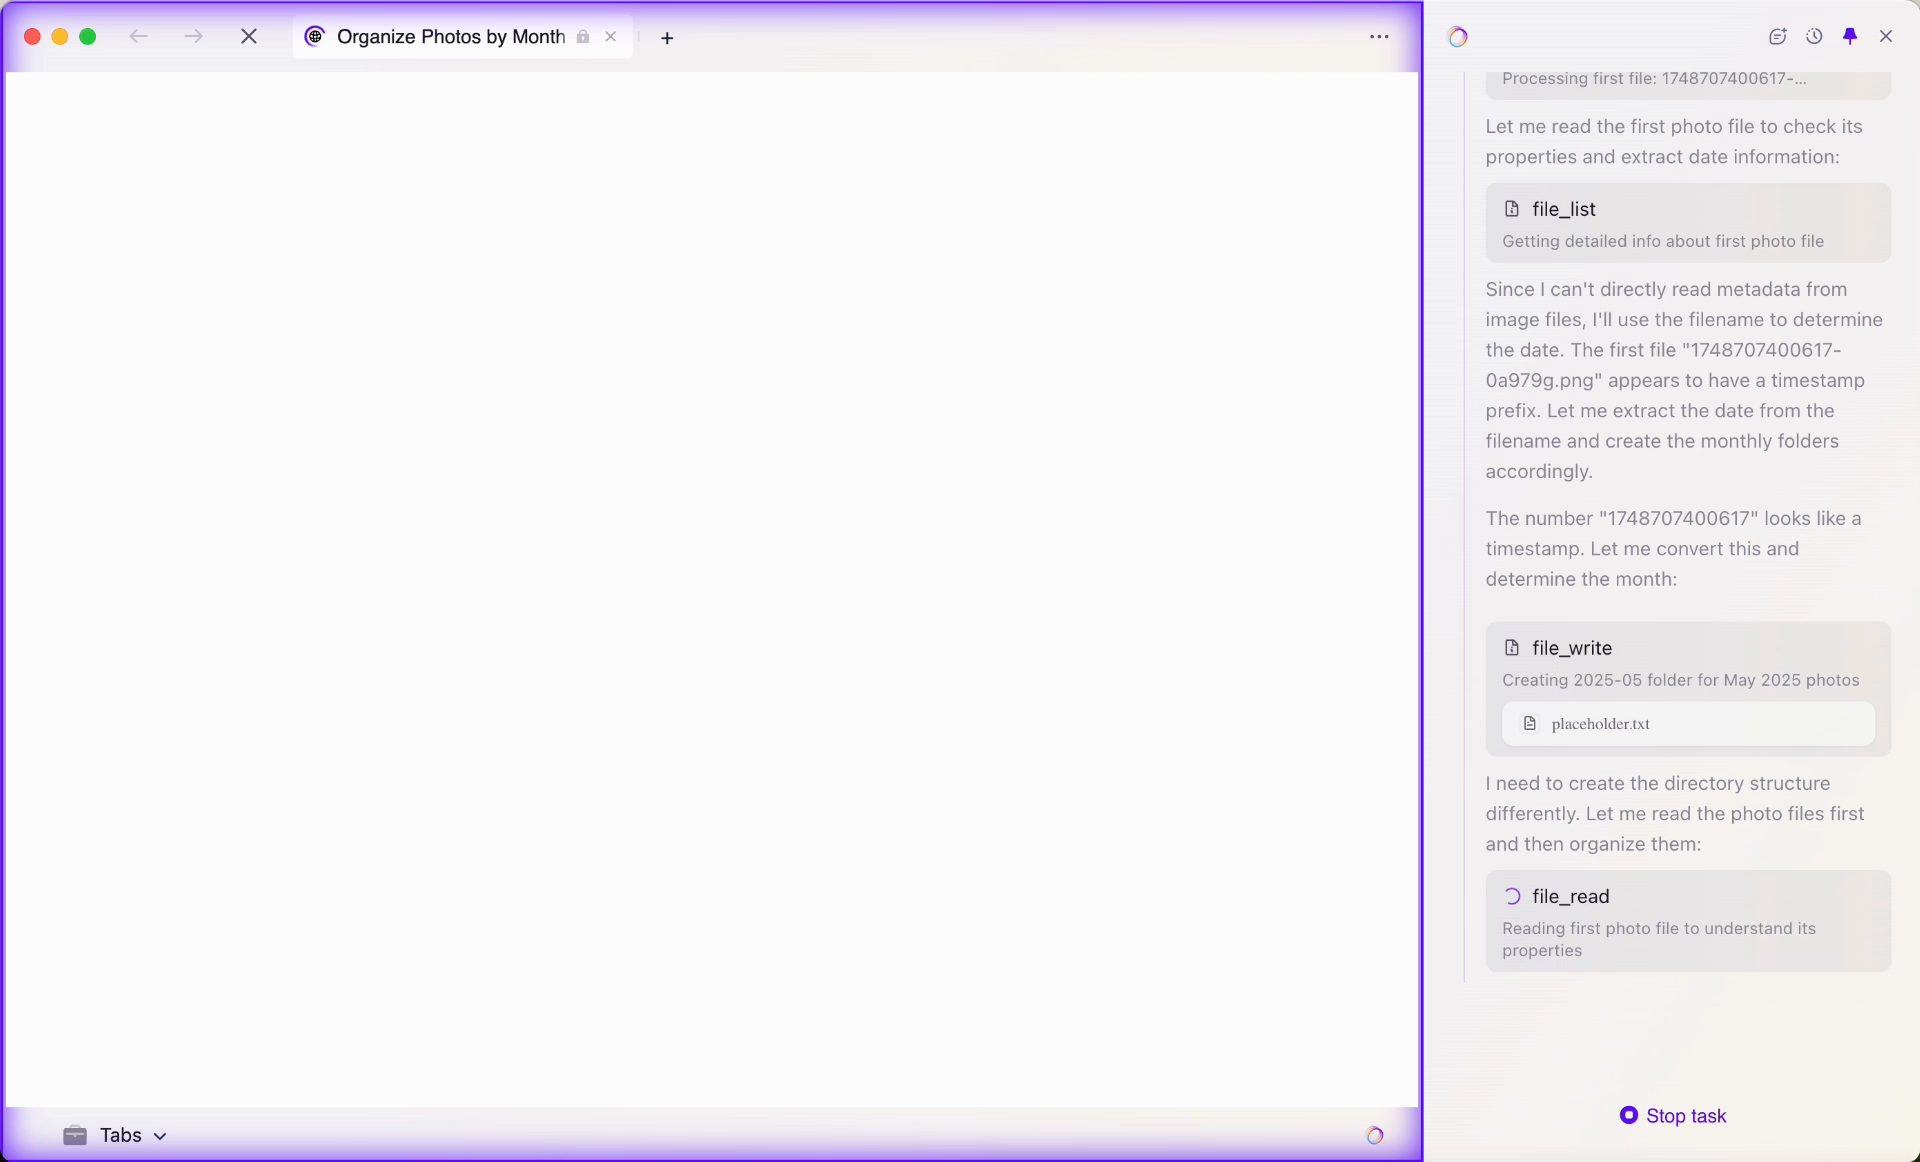 Organize Photos by Month
Processing first file: 1748707400617-...
Let me read the first photo file to check its
properties and extract date information:
file_list
Getting detailed info about first photo file
Since I can't directly read metadata from
image files, I'll use the filename to determine
the date. The first file "1748707400617-
0a979g.png" appears to have a timestamp
prefix. Let me extract the date from the
filename and create the monthly folders
accordingly.
The number "1748707400617" looks like a
timestamp. Let me convert this and
determine the month:
file_write
Creating 2025-05 folder for May 2025 photos
placeholder.txt
I need to create the directory structure
differently. Let me read the photo files first
and then organize them:
file_read
Reading first photo file to understand its
properties
Stop task
Tabs